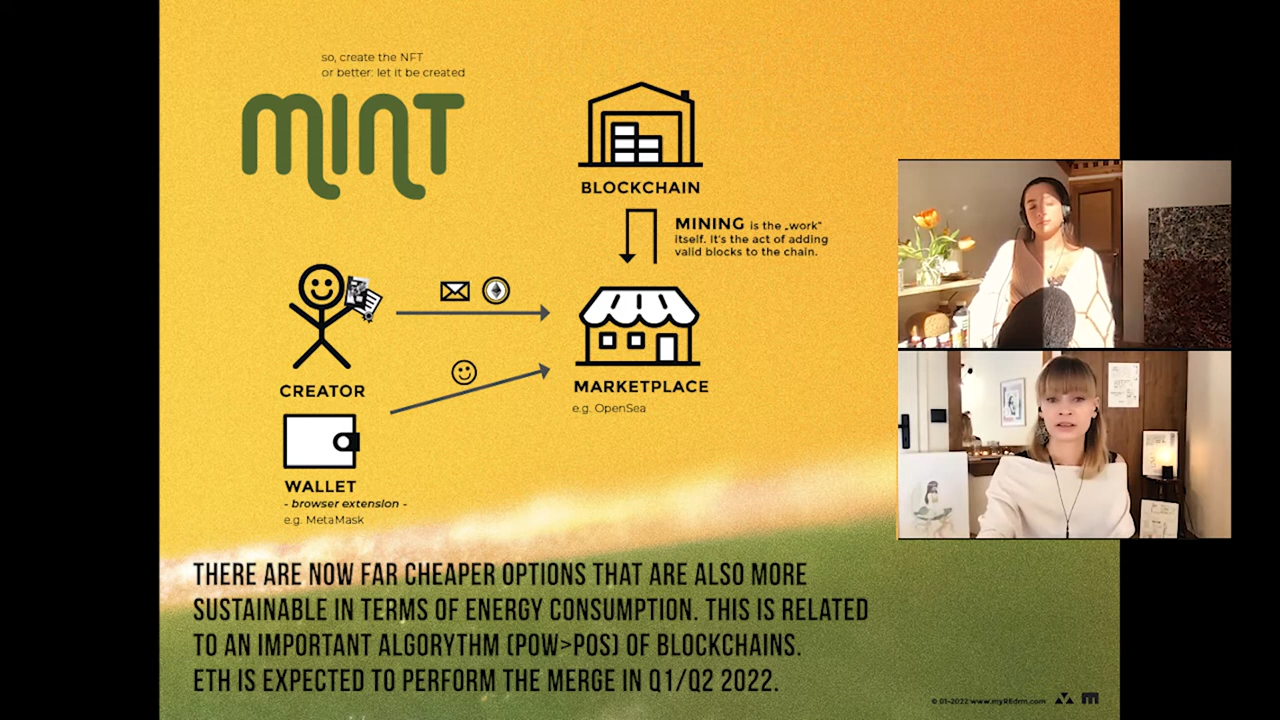 so, create the NFT
or better: let it be created
MINT
BLOCKCHAIN
MINING is the „work"
itself. It's the act of adding
valid blocks to the chain.
CREATOR
MARKETPLACE
e.g. OpenSea
WALLET
- browser extension -
e.g. MetaMask
THERE ARE NOW FAR CHEAPER OPTIONS THAT ARE ALSO MORE
SUSTAINABLE IN TERMS OF ENERGY CONSUMPTION. THIS IS RELATED
TO AN IMPORTANT ALGORYTHM (POW>POS) OF BLOCKCHAINS.
ETH IS EXPECTED TO PERFORM THE MERGE IN Q1/Q2 2022.